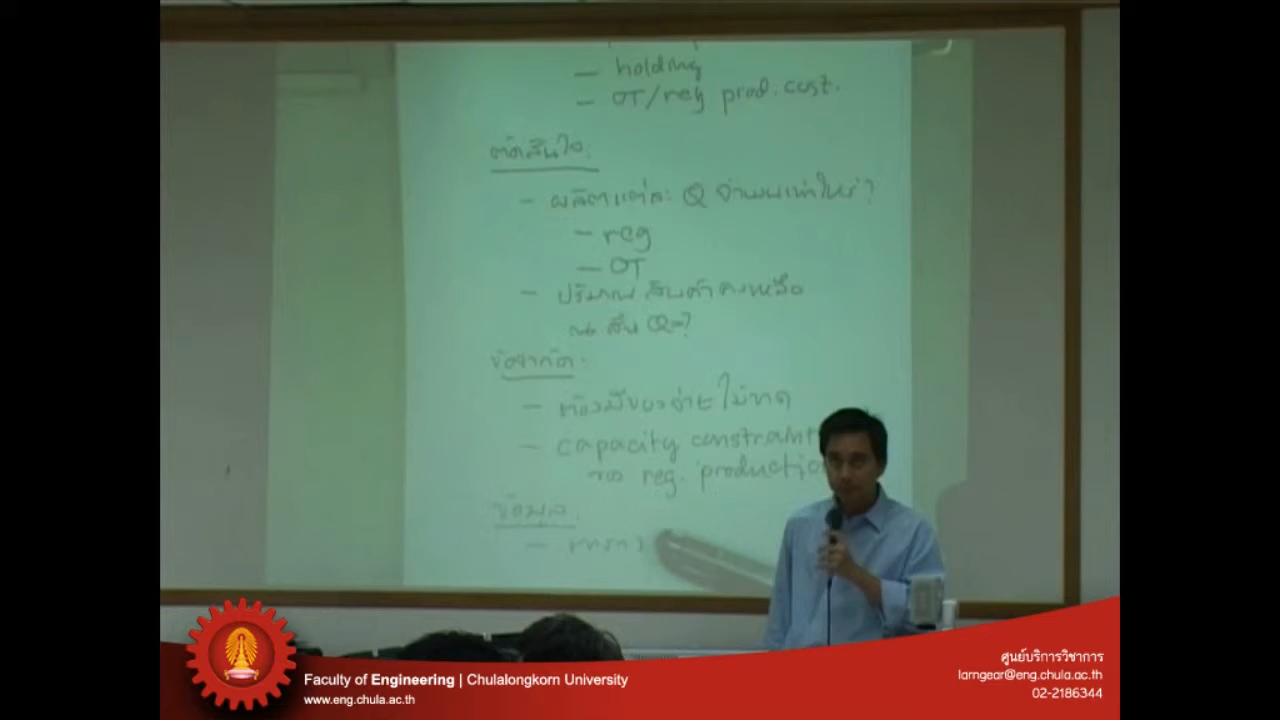 - holding
- OT/reg prod. cost.
ตัดสินใจ:
- ผลิตแต่ละ Q จำนวนเท่าใหร่?
- reg
- OT
- ปริมาณ สินค้า คงเหลือ
ณ สิ้น Q=?
ข้อจำกัด:
- ต้องมีของจ่าย ไม่ขาด
- capacity constraint
ของ reg. production
ข้อมูล:
Faculty of Engineering | Chulalongkorn University
www.eng.chula.ac.th
ศูนย์บริการวิชาการ
larngear@eng.chula.ac.th
02-2186344